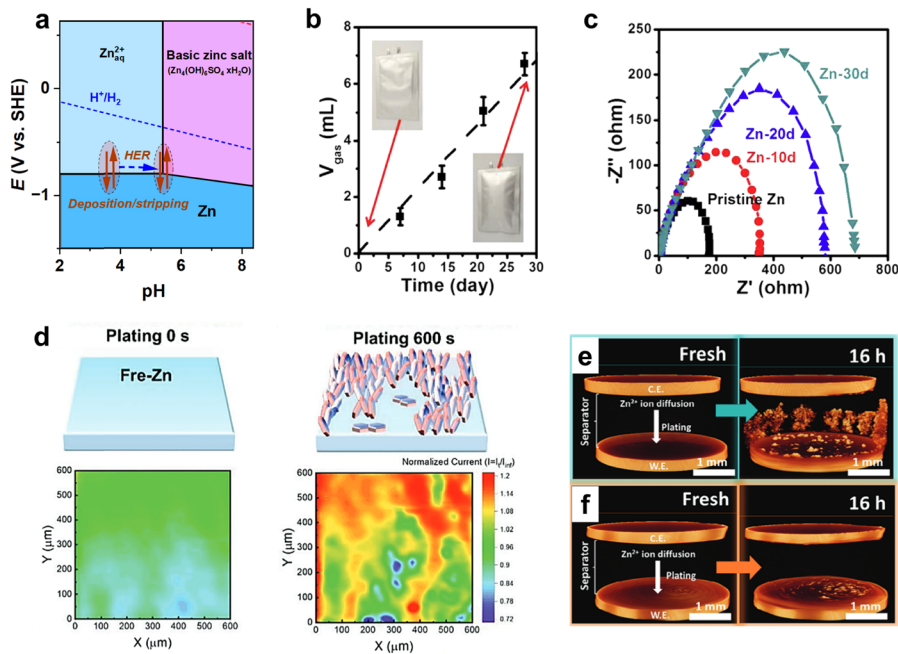 a
Zn²⁺aq
Basic zinc salt
(Zn₄(OH)₆SO₄ xH₂O)
H⁺/H₂
HER
Deposition/stripping
Zn
E (V vs. SHE)
0
−1
2 4 6 8
pH
b
V_gas (mL)
8
6
4
2
0
0 5 10 15 20 25 30
Time (day)
c
-Z" (ohm)
250
200
150
100
50
0
Zn-30d
Zn-20d
Zn-10d
Pristine Zn
0 200 400 600 800
Z' (ohm)
d
Plating 0 s
Fre-Zn
Plating 600 s
Y (μm)
600
500
400
300
200
100
0
0 100 200 300 400 500 600
X (μm)
Normalized Current (I=Iᵢ/I_inf)
Y (μm)
600
500
400
300
200
100
0
0 100 200 300 400 500 600
X (μm)
1.2
1.1
1.0
0.96
0.90
0.84
0.78
0.72
e
Fresh
16 h
C.E.
Separator
Zn²⁺ ion diffusion
Plating
W.E.
1 mm
1 mm
f
Fresh
16 h
C.E.
Separator
Zn²⁺ ion diffusion
Plating
W.E.
1 mm
1 mm